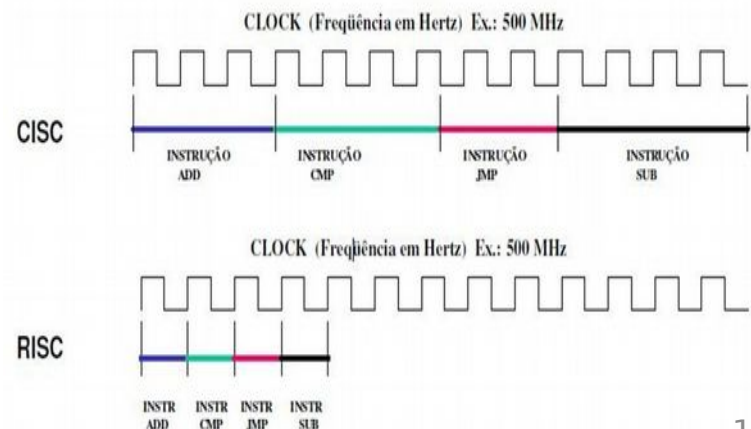 CLOCK (Freqüência em Hertz) Ex.: 500 MHz
CISC
INSTRUÇÃO INSTRUÇÃO INSTRUÇÃO INSTRUÇÃO
ADD CMP JMP SUB
CLOCK (Freqüência em Hertz) Ex.: 500 MHz
RISC
INSTR INSTR INSTR INSTR
ADD CMP JMP SUB
1